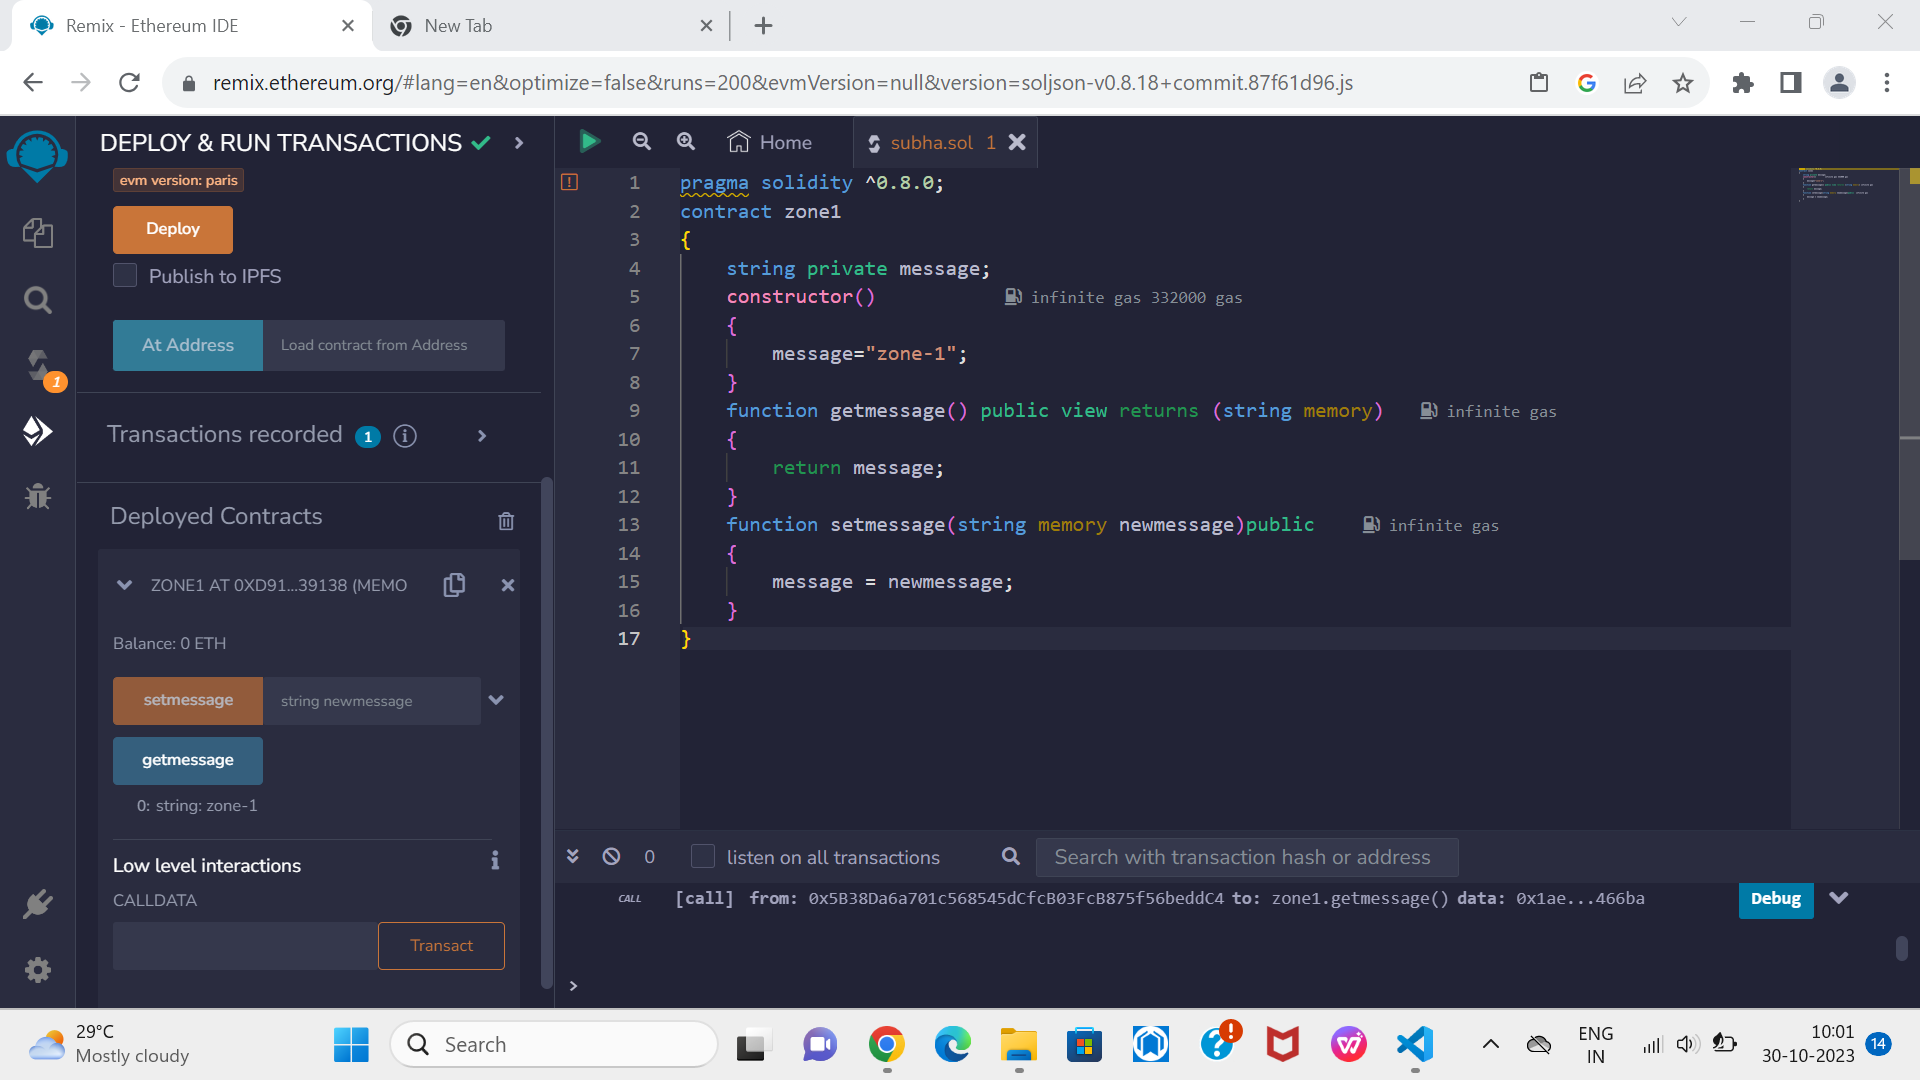 Remix - Ethereum IDE
New Tab
remix.ethereum.org/#lang=en&optimize=false&runs=200&evmVersion=null&version=soljson-v0.8.18+commit.87f61d96.js
DEPLOY & RUN TRANSACTIONS
evm version: paris
Deploy
Publish to IPFS
At Address
Load contract from Address
1
Transactions recorded 1
Deployed Contracts
ZONE1 AT 0XD91...39138 (MEMO
Balance: 0 ETH
setmessage
string newmessage
getmessage
0: string: zone-1
Low level interactions
CALLDATA
Transact
Home
subha.sol 1
1 pragma solidity ^0.8.0;
2 contract zone1
3 {
4 string private message;
5 constructor() infinite gas 332000 gas
6 {
7 message="zone-1";
8 }
9 function getmessage() public view returns (string memory) infinite gas
10 {
11 return message;
12 }
13 function setmessage(string memory newmessage)public infinite gas
14 {
15 message = newmessage;
16 }
17 }
0 listen on all transactions
Search with transaction hash or address
CALL [call] from: 0x5B38Da6a701c568545dCfcB03FcB875f56beddC4 to: zone1.getmessage() data: 0x1ae...466ba
Debug
>
29°C
Mostly cloudy
Search
ENG
IN
10:01
30-10-2023
14